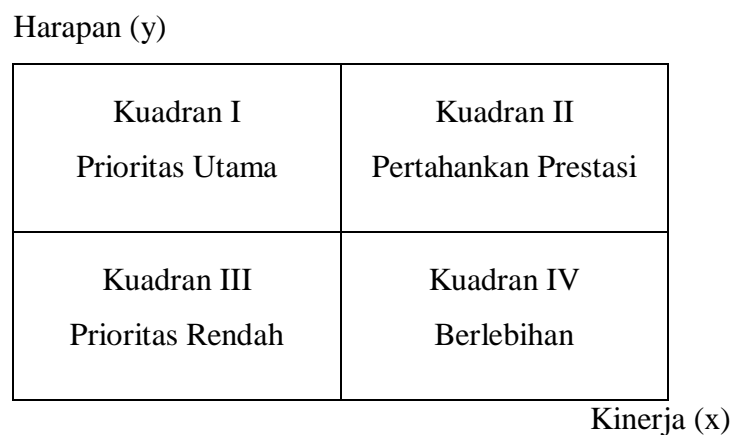 Harapan (y)
Kuadran I
Prioritas Utama
Kuadran II
Pertahankan Prestasi
Kuadran III
Prioritas Rendah
Kuadran IV
Berlebihan
Kinerja (x)